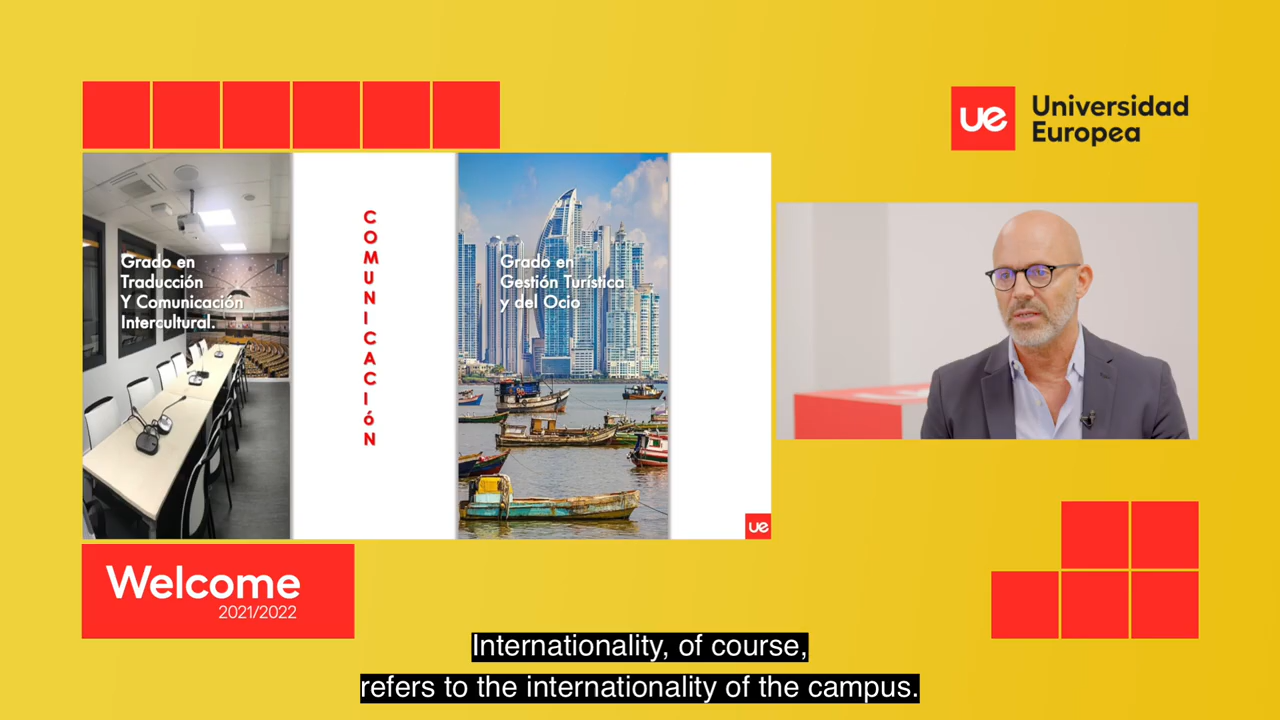 ue Universidad
Europea
Grado en
Traducción
Y Comunicación
Intercultural.
COMUNICACIóN
Grado en
Gestión Turística
y del Ocio
ue
Welcome
2021/2022
Internationality, of course,
refers to the internationality of the campus.